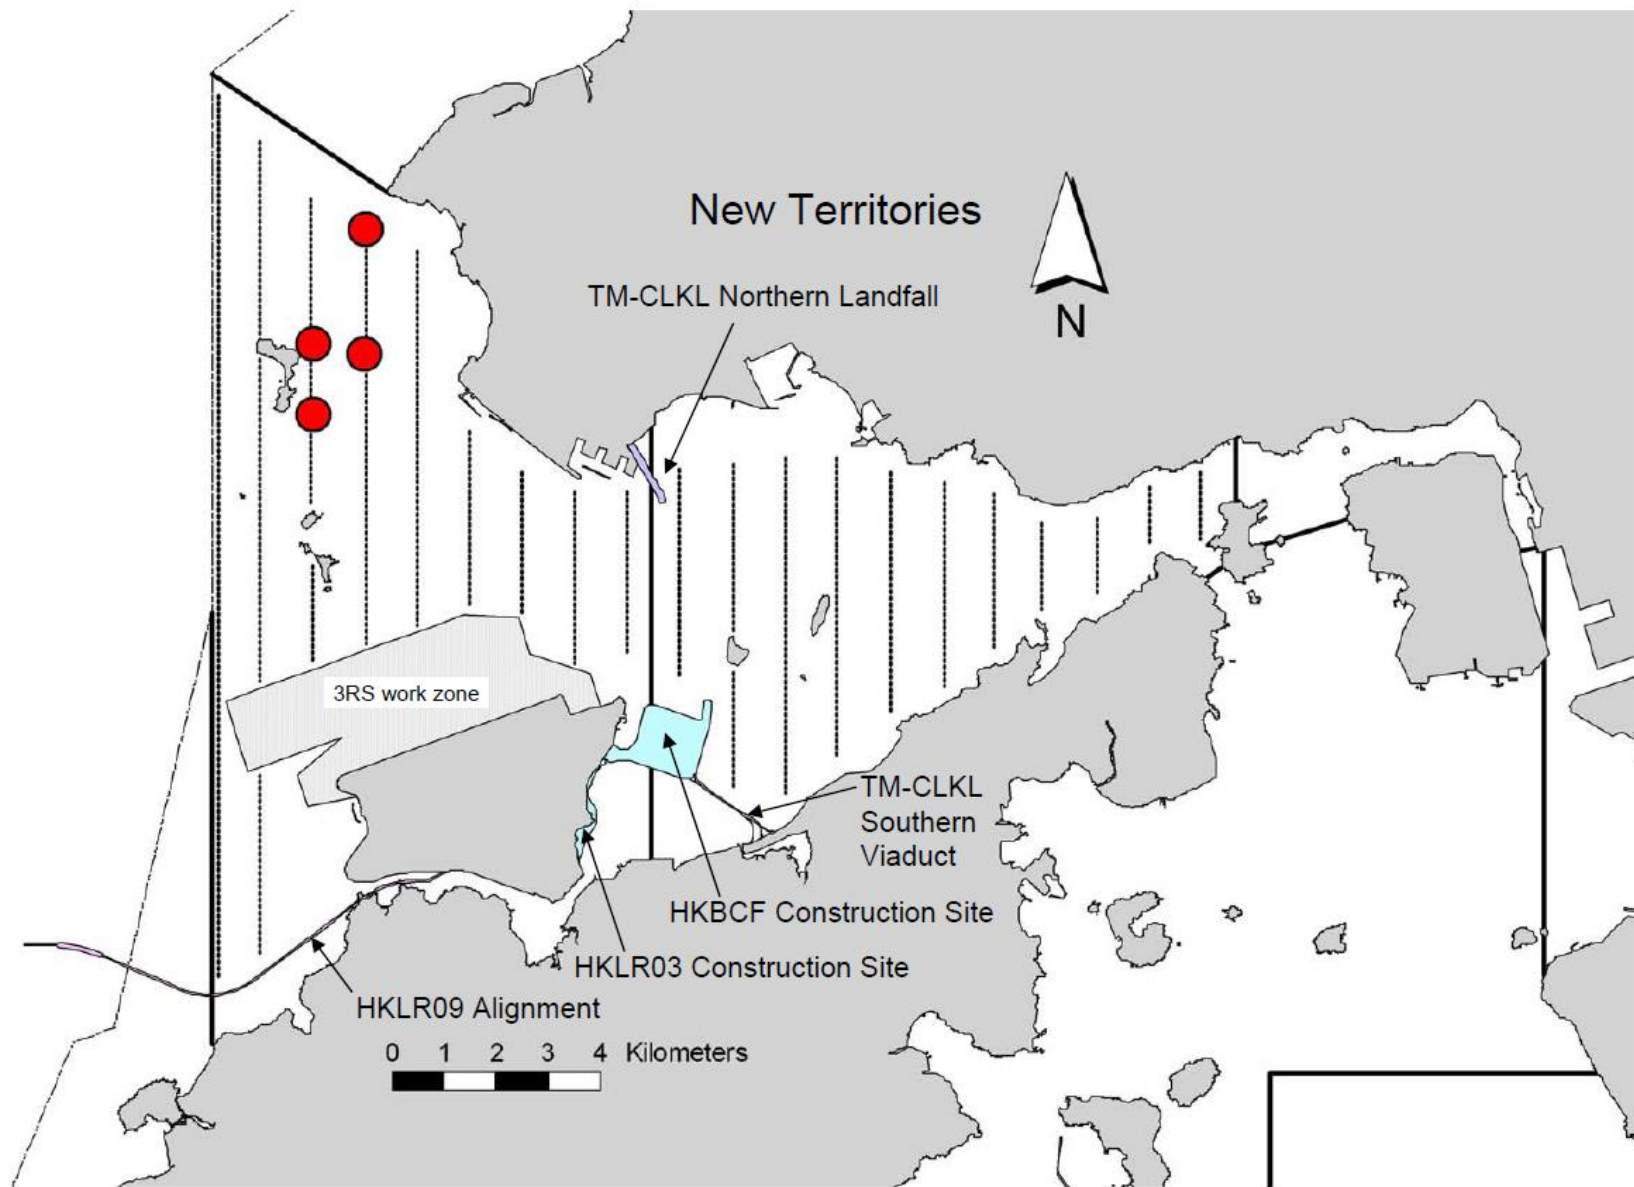 New Territories
TM-CLKL Northern Landfall
N
3RS work zone
TM-CLKL
Southern
Viaduct
HKBCF Construction Site
HKLR03 Construction Site
HKLR09 Alignment
0 1 2 3 4 Kilometers